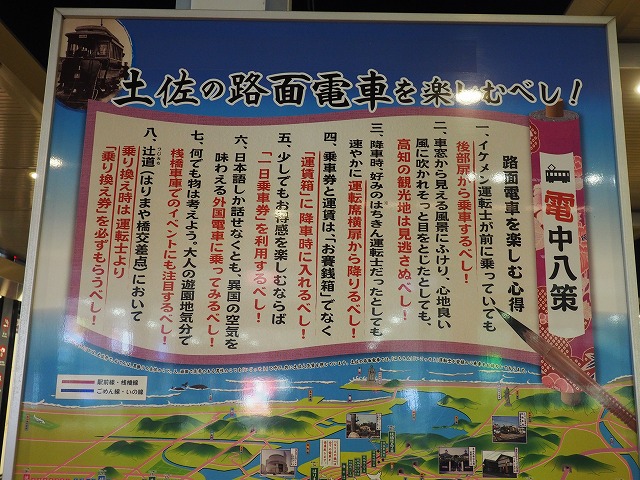 土佐の路面電車を楽しむべし!
電中八策
路面電車を楽しむ心得
一、イケメン運転士が前に乗っていても
後部扉から乗車するべし!
二、車窓から見える風景にふけり、心地良い
風に吹かれそっと目をとじたとしても、
高知の観光地は見逃さぬべし!
三、降車時、好みのはちきん運転士だったとしても
速やかに運転席横扉から降りるべし!
四、乗車券と運賃は、「お賽銭箱」でなく
「運賃箱」に降車時に入れるべし!
五、少しでもお得感を楽しむならば
「一日乗車券」を利用するべし!
六、日本語しか話せなくとも、異国の空気を
味わえる外国電車に乗ってみるべし!
七、何でも物は考えよう。大人の遊園地気分で
桟橋車庫でのイベントにも注目するべし!
八、辻道(はりまや橋交差点)において
乗り換え時は運転士より
「乗り換え券」を必ずもらうべし!
駅前線・桟橋線
ごめん線・いの線